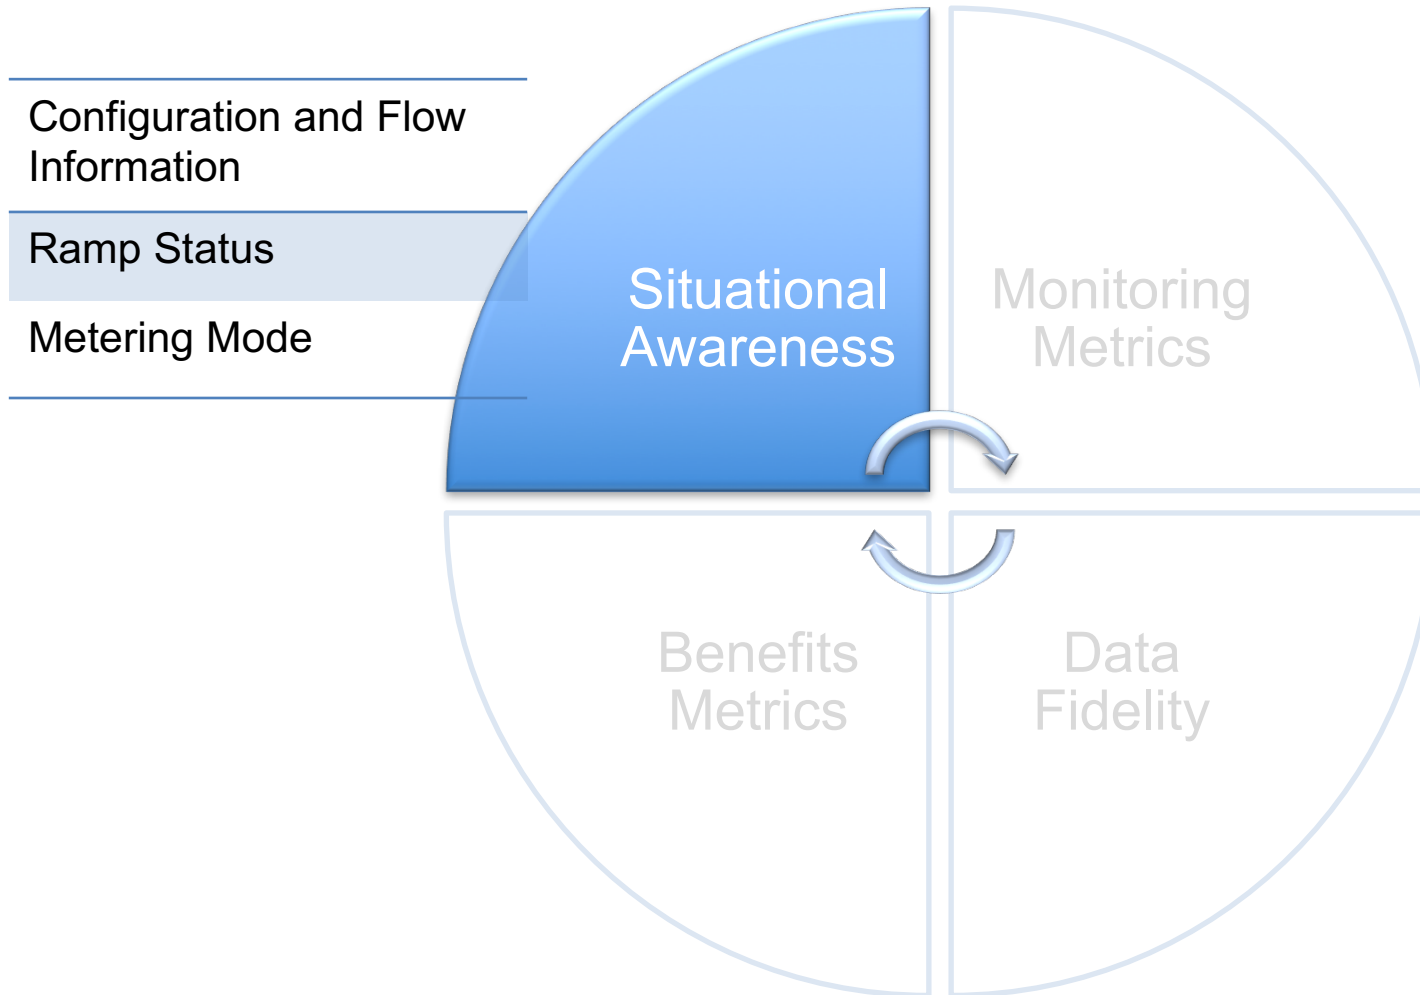 Configuration and Flow
Information
Ramp Status
Metering Mode
Situational
Awareness
Monitoring
Metrics
Benefits
Metrics
Data
Fidelity